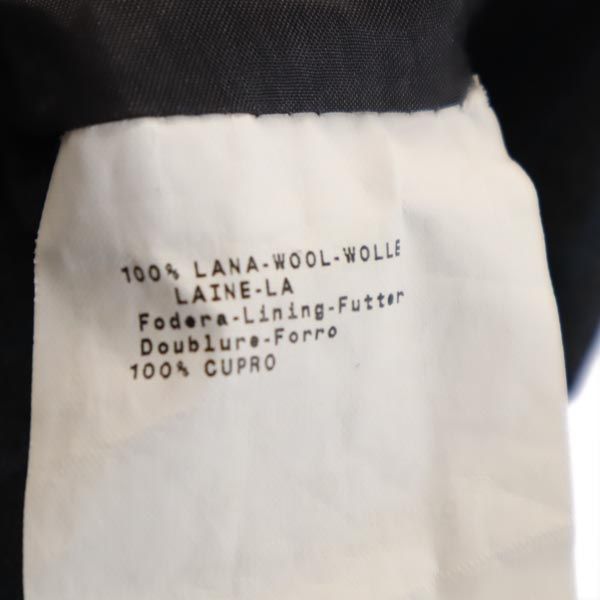 100% LANA-WOOL-WOLLE
LAINE-LA
Fodera-Lining-Futter
Doublure-Forro
100% CUPRO